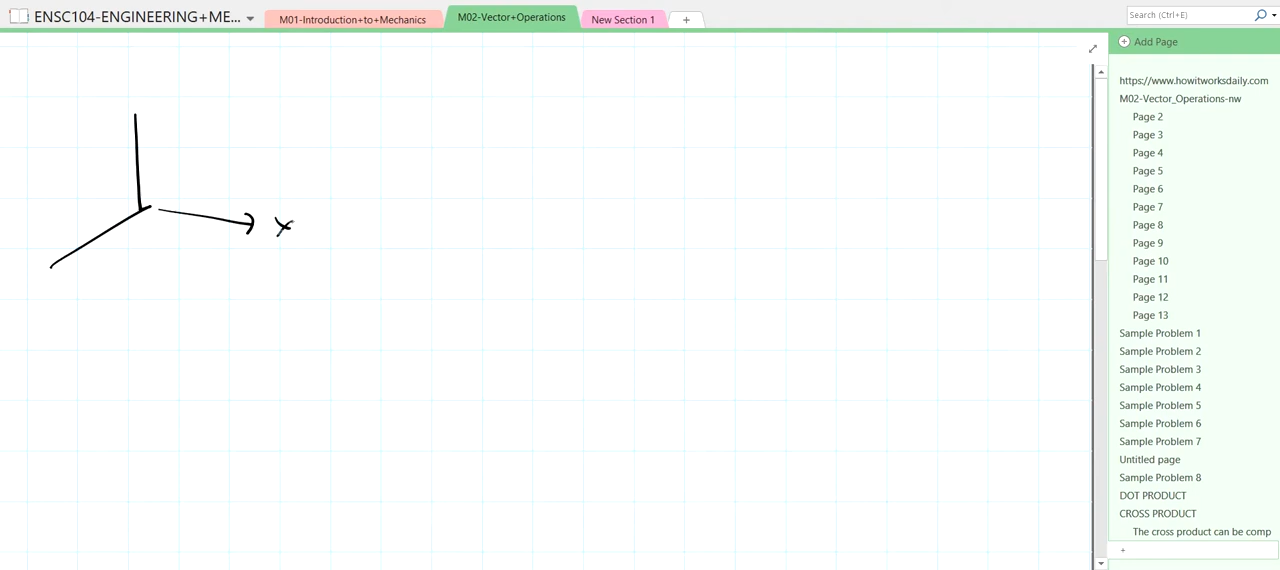 ENSC104-ENGINEERING+ME...
M01-Introduction+to+Mechanics
M02-Vector+Operations
New Section 1
+
Search (Ctrl+E)
Add Page
https://www.howitworksdaily.com
M02-Vector_Operations-nw
Page 2
Page 3
Page 4
Page 5
Page 6
Page 7
Page 8
Page 9
Page 10
Page 11
Page 12
Page 13
Sample Problem 1
Sample Problem 2
Sample Problem 3
Sample Problem 4
Sample Problem 5
Sample Problem 6
Sample Problem 7
Untitled page
Sample Problem 8
DOT PRODUCT
CROSS PRODUCT
The cross product can be comp
+
x